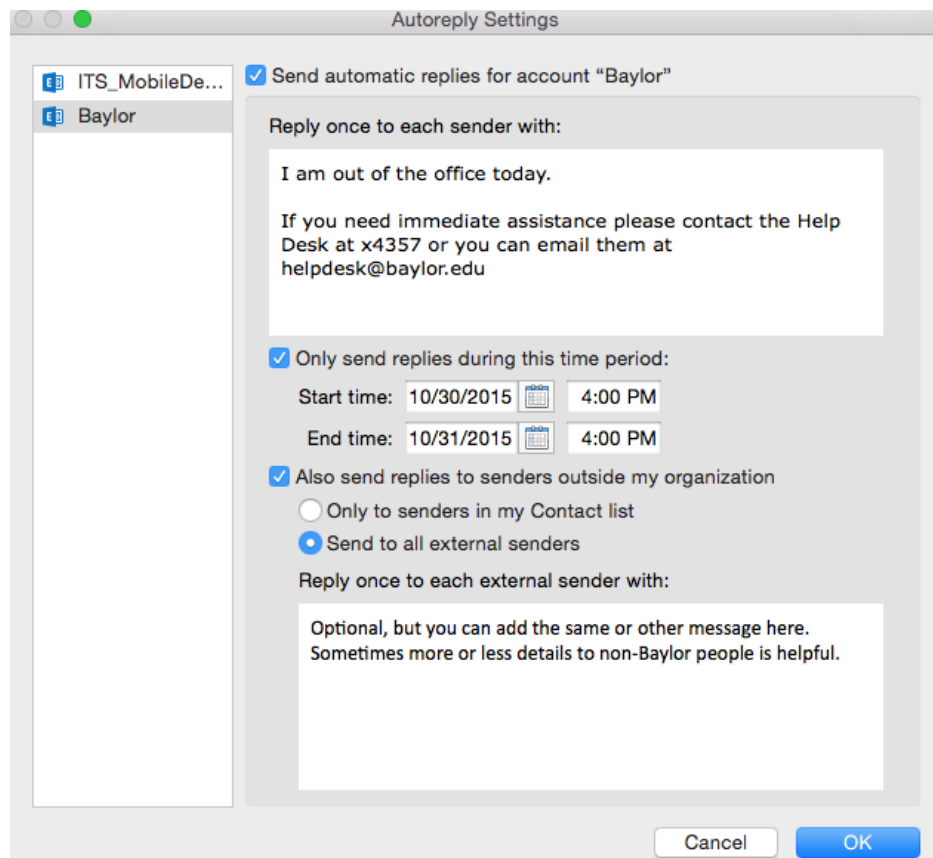 Autoreply Settings
ITS_MobileDe...
Baylor
Send automatic replies for account “Baylor”
Reply once to each sender with:
I am out of the office today.
If you need immediate assistance please contact the Help
Desk at x4357 or you can email them at
helpdesk@baylor.edu
Only send replies during this time period:
Start time: 10/30/2015 4:00 PM
End time: 10/31/2015 4:00 PM
Also send replies to senders outside my organization
Only to senders in my Contact list
Send to all external senders
Reply once to each external sender with:
Optional, but you can add the same or other message here.
Sometimes more or less details to non-Baylor people is helpful.
Cancel OK